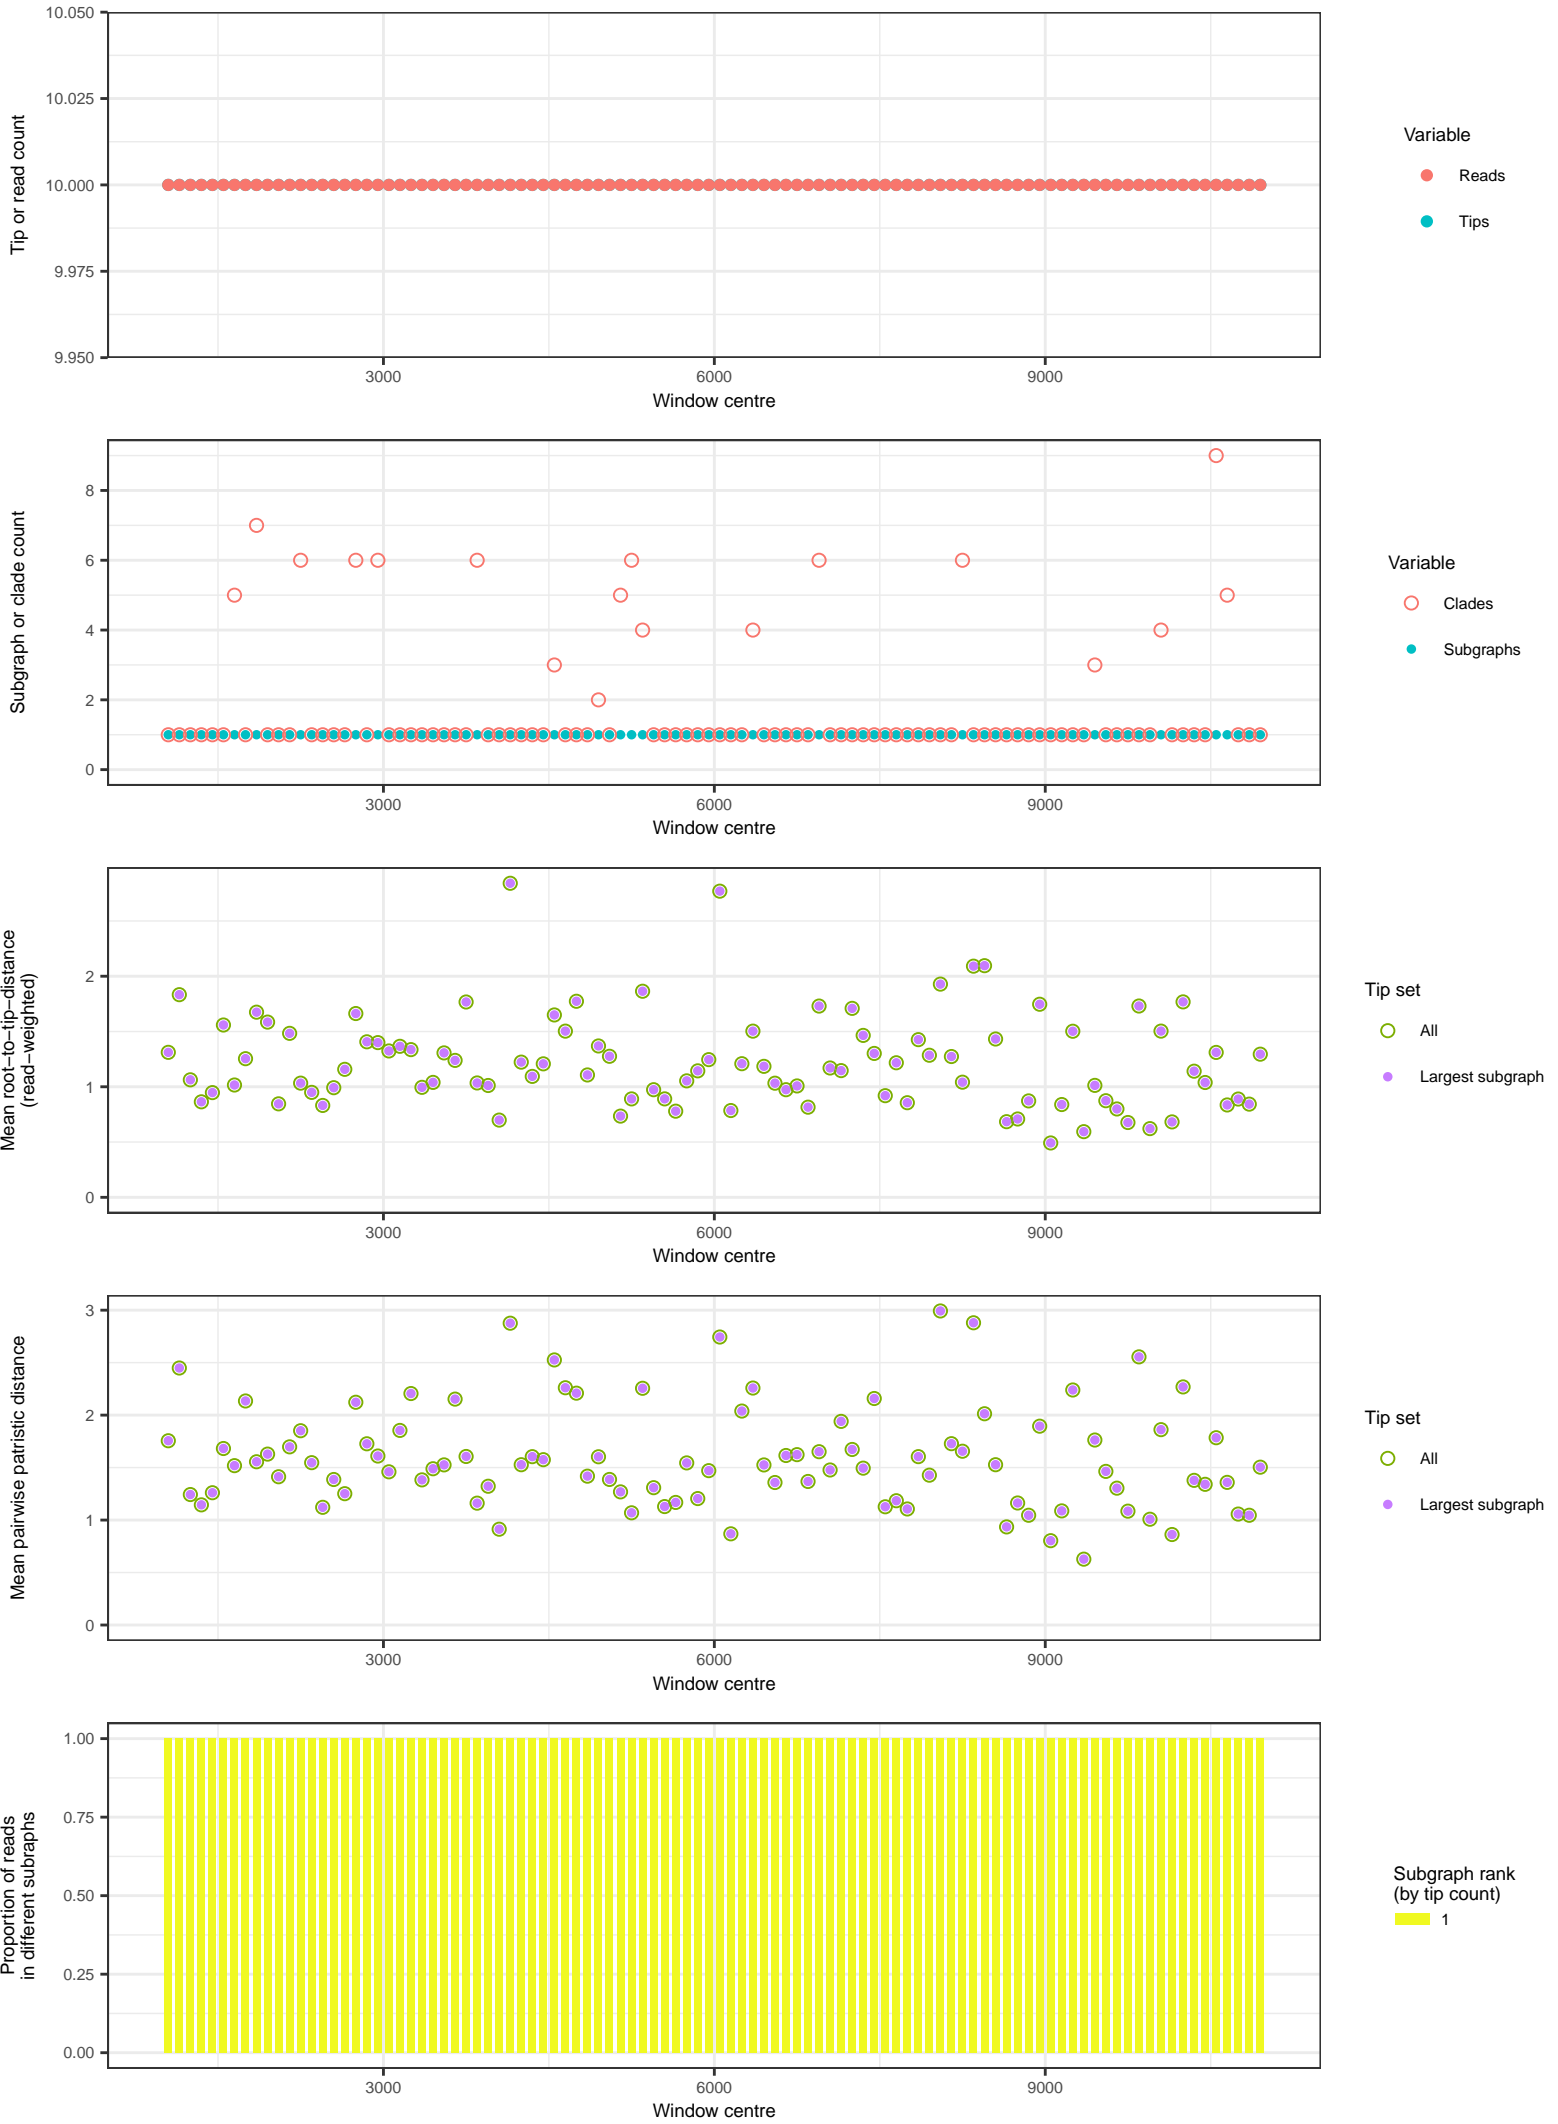 10.050
10.025
10.000
9.975
9.950
Tip or read count
3000
6000
9000
Window centre
Variable
Reads
Tips
8
6
4
2
0
Subgraph or clade count
3000
6000
9000
Window centre
Variable
Clades
Subgraphs
2
1
0
Mean root−to−tip−distance
(read−weighted)
3000
6000
9000
Window centre
Tip set
All
Largest subgraph
3
2
1
0
Mean pairwise patristic distance
3000
6000
9000
Window centre
Tip set
All
Largest subgraph
1.00
0.75
0.50
0.25
0.00
Proportion of reads
in different subraphs
3000
6000
9000
Window centre
Subgraph rank
(by tip count)
1